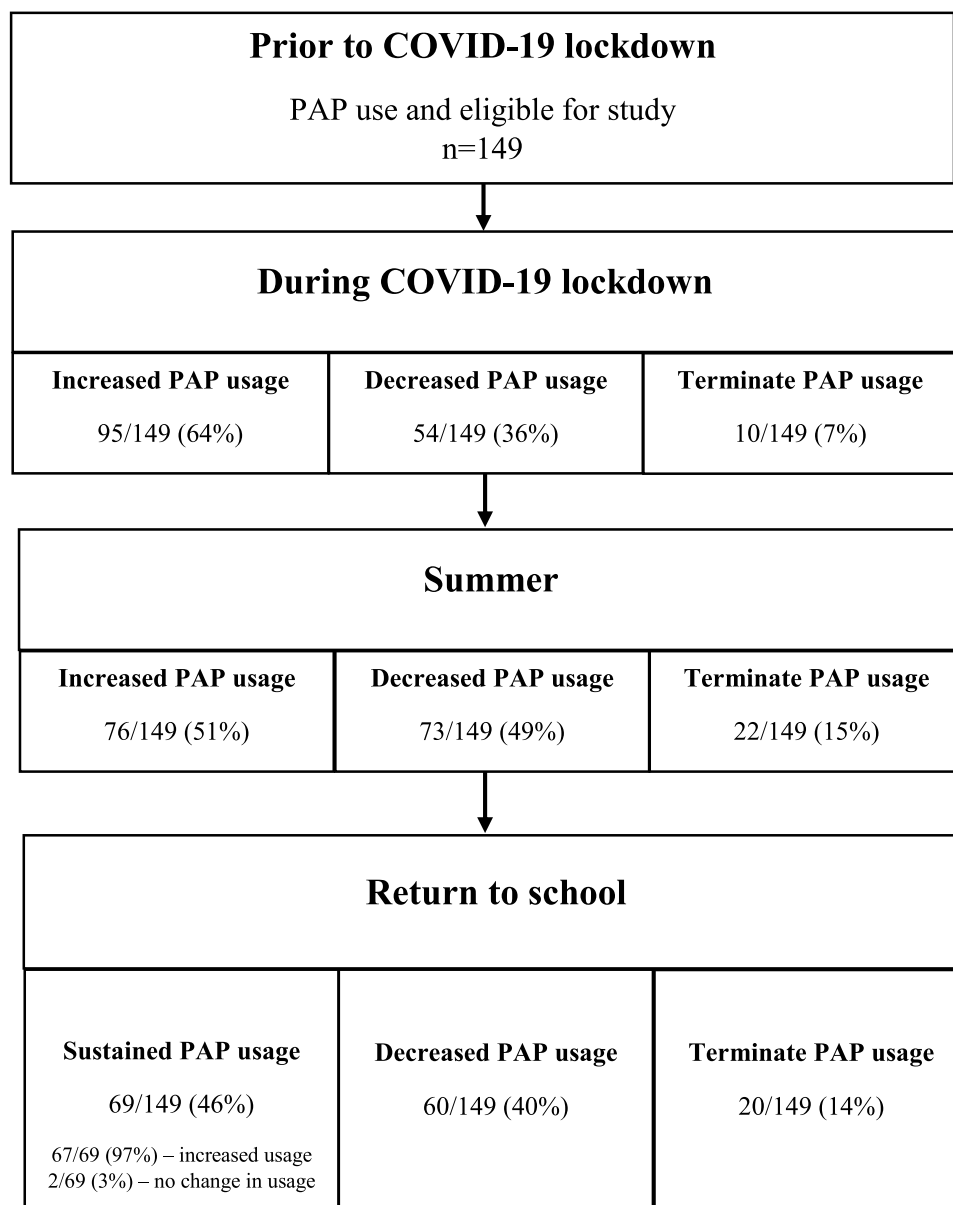 Prior to COVID-19 lockdown
PAP use and eligible for study
n=149
During COVID-19 lockdown
Increased PAP usage
95/149 (64%)
Decreased PAP usage
54/149 (36%)
Terminate PAP usage
10/149 (7%)
Summer
Increased PAP usage
76/149 (51%)
Decreased PAP usage
73/149 (49%)
Terminate PAP usage
22/149 (15%)
Return to school
Sustained PAP usage
69/149 (46%)
67/69 (97%) – increased usage
2/69 (3%) – no change in usage
Decreased PAP usage
60/149 (40%)
Terminate PAP usage
20/149 (14%)